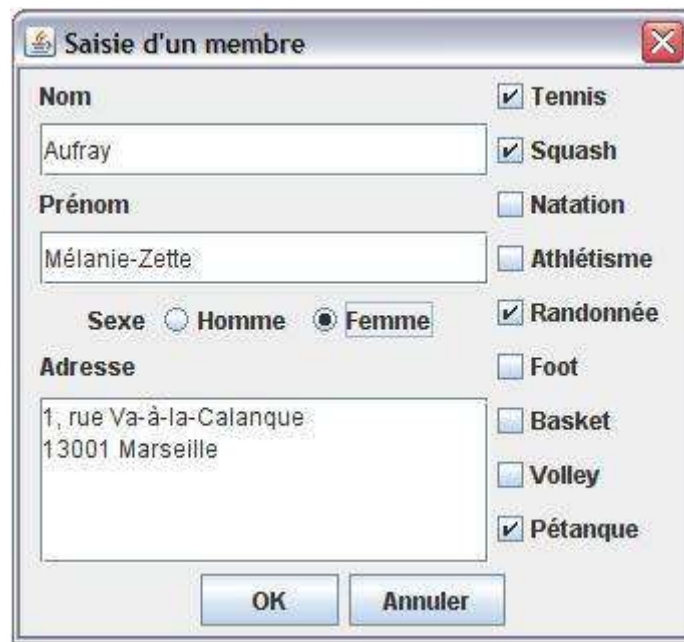 Saisie d'un membre
Nom
Aufray
Prénom
Mélanie-Zette
Sexe Homme Femme
Adresse
1, rue Va-à-la-Calanque
13001 Marseille
Tennis
Squash
Natation
Athlétisme
Randonnée
Foot
Basket
Volley
Pétanque
OK Annuler